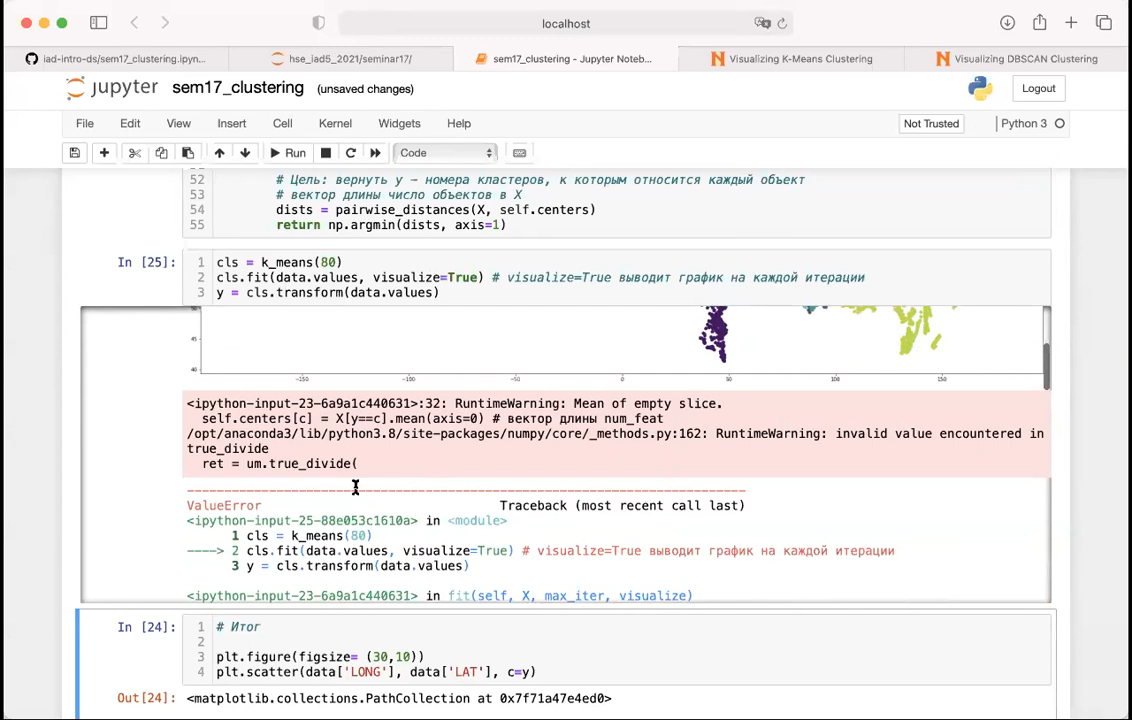 localhost
iad-intro-ds/sem17_clustering.ipyn...
hse_iad5_2021/seminar17/
sem17_clustering - Jupyter Noteb...
Visualizing K-Means Clustering
Visualizing DBSCAN Clustering
jupyter sem17_clustering (unsaved changes)
Logout
File Edit View Insert Cell Kernel Widgets Help
Not Trusted
Python 3
Run
Code
52 # Цель: вернуть y — номера кластеров, к которым относится каждый объект
53 # вектор длины число объектов в X
54 dists = pairwise_distances(X, self.centers)
55 return np.argmin(dists, axis=1)
In [25]: 1 cls = k_means(80)
2 cls.fit(data.values, visualize=True) # visualize=True выводит график на каждой итерации
3 y = cls.transform(data.values)
45
40
−150 −100 −50 0 50 100 150
<ipython-input-23-6a9a1c440631>:32: RuntimeWarning: Mean of empty slice.
self.centers[c] = X[y==c].mean(axis=0) # вектор длины num_feat
/opt/anaconda3/lib/python3.8/site-packages/numpy/core/_methods.py:162: RuntimeWarning: invalid value encountered in
true_divide
ret = um.true_divide(
---------------------------------------------------------------------------
ValueError Traceback (most recent call last)
<ipython-input-25-88e053c1610a> in <module>
1 cls = k_means(80)
----> 2 cls.fit(data.values, visualize=True) # visualize=True выводит график на каждой итерации
3 y = cls.transform(data.values)
<ipython-input-23-6a9a1c440631> in fit(self, X, max_iter, visualize)
In [24]: 1 # Итог
2
3 plt.figure(figsize= (30,10))
4 plt.scatter(data['LONG'], data['LAT'], c=y)
Out[24]: <matplotlib.collections.PathCollection at 0x7f71a47e4ed0>